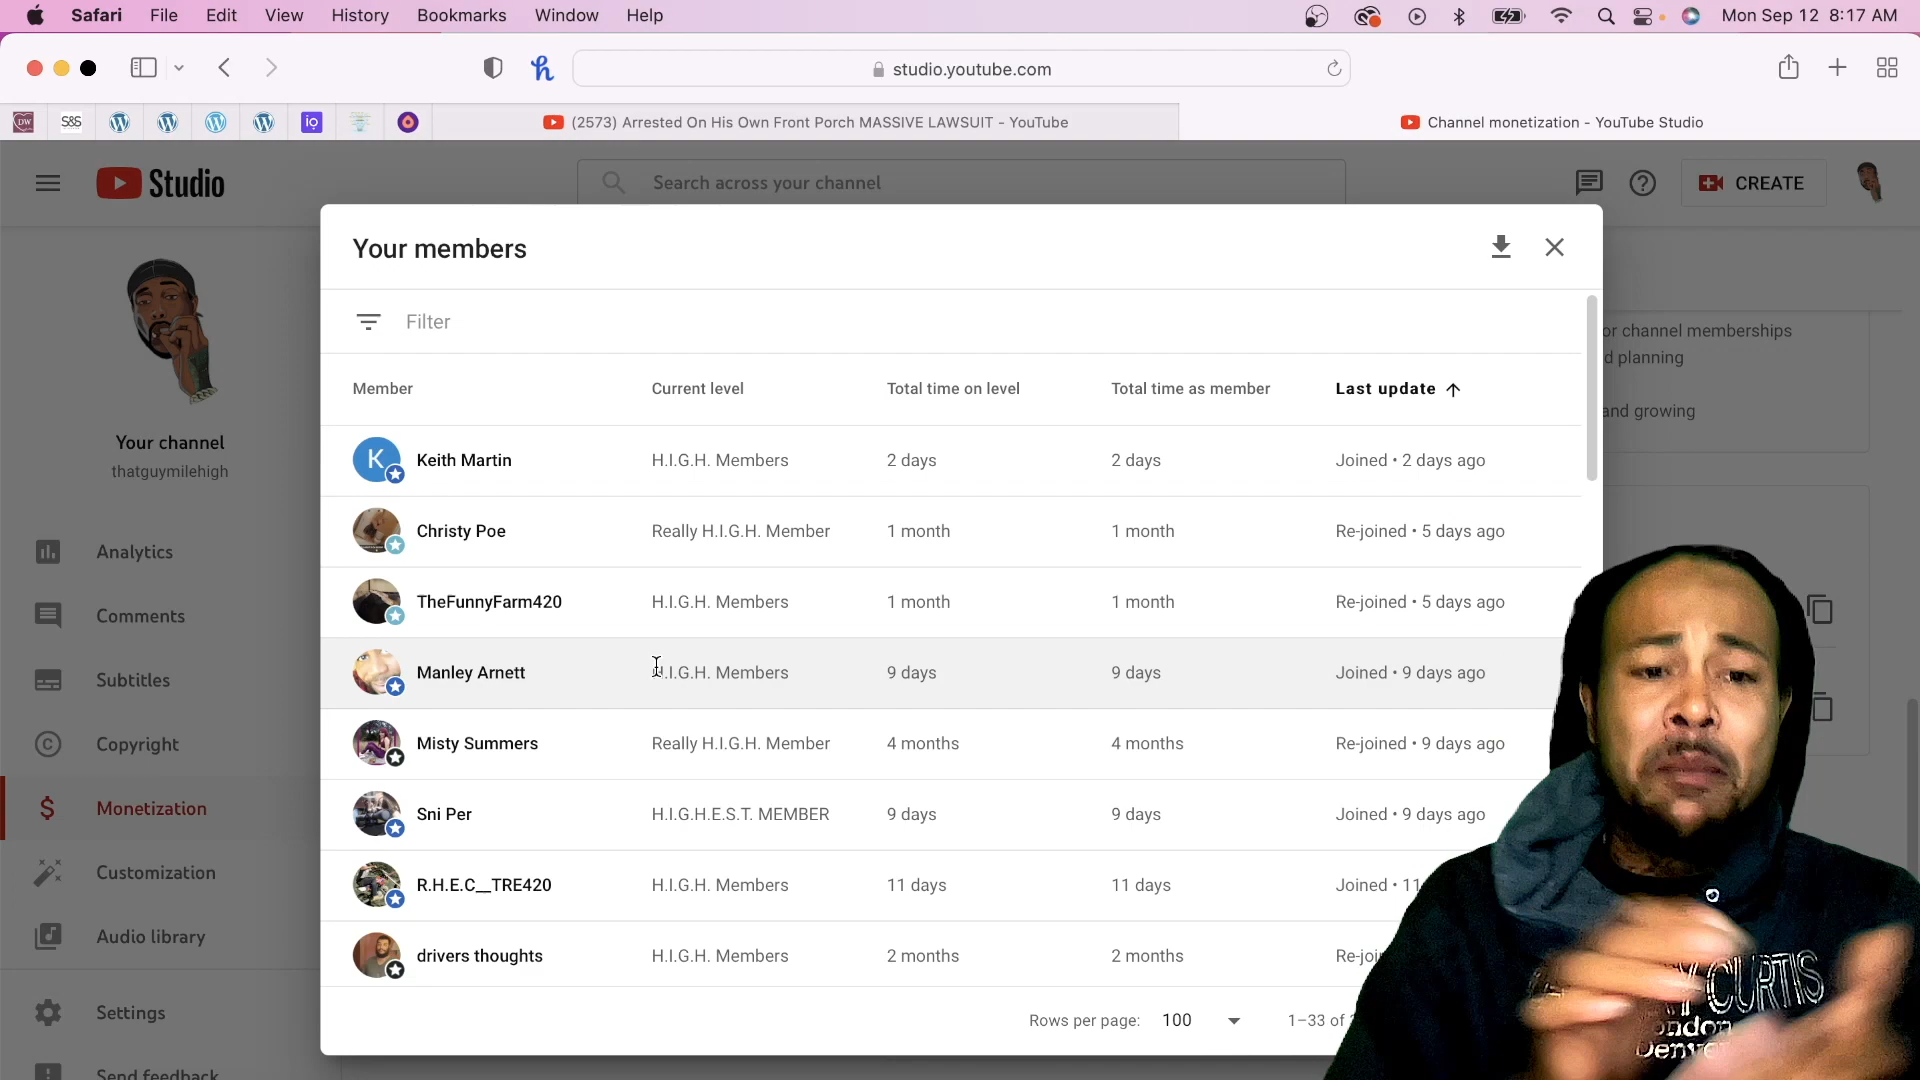 Safari File Edit View History Bookmarks Window Help Mon Sep 12 8:17 AM
studio.youtube.com
DW S&S (2573) Arrested On His Own Front Porch MASSIVE LAWSUIT - YouTube Channel monetization - YouTube Studio
Studio Search across your channel CREATE
Your members
Filter
or channel memberships
d planning
and growing
Member Current level Total time on level Total time as member Last update
Your channel
thatguymilehigh
K Keith Martin H.I.G.H. Members 2 days 2 days Joined • 2 days ago
Christy Poe Really H.I.G.H. Member 1 month 1 month Re-joined • 5 days ago
Analytics
TheFunnyFarm420 H.I.G.H. Members 1 month 1 month Re-joined • 5 days ago
Comments
Manley Arnett H.I.G.H. Members 9 days 9 days Joined • 9 days ago
Subtitles
Misty Summers Really H.I.G.H. Member 4 months 4 months Re-joined • 9 days ago
Copyright
Sni Per H.I.G.H.E.S.T. MEMBER 9 days 9 days Joined • 9 days ago
Monetization
R.H.E.C__TRE420 H.I.G.H. Members 11 days 11 days Joined • 11
Customization
drivers thoughts H.I.G.H. Members 2 months 2 months Re-joi
Audio library
Rows per page: 100 1–33 of
Settings
Send feedback
CURTIS